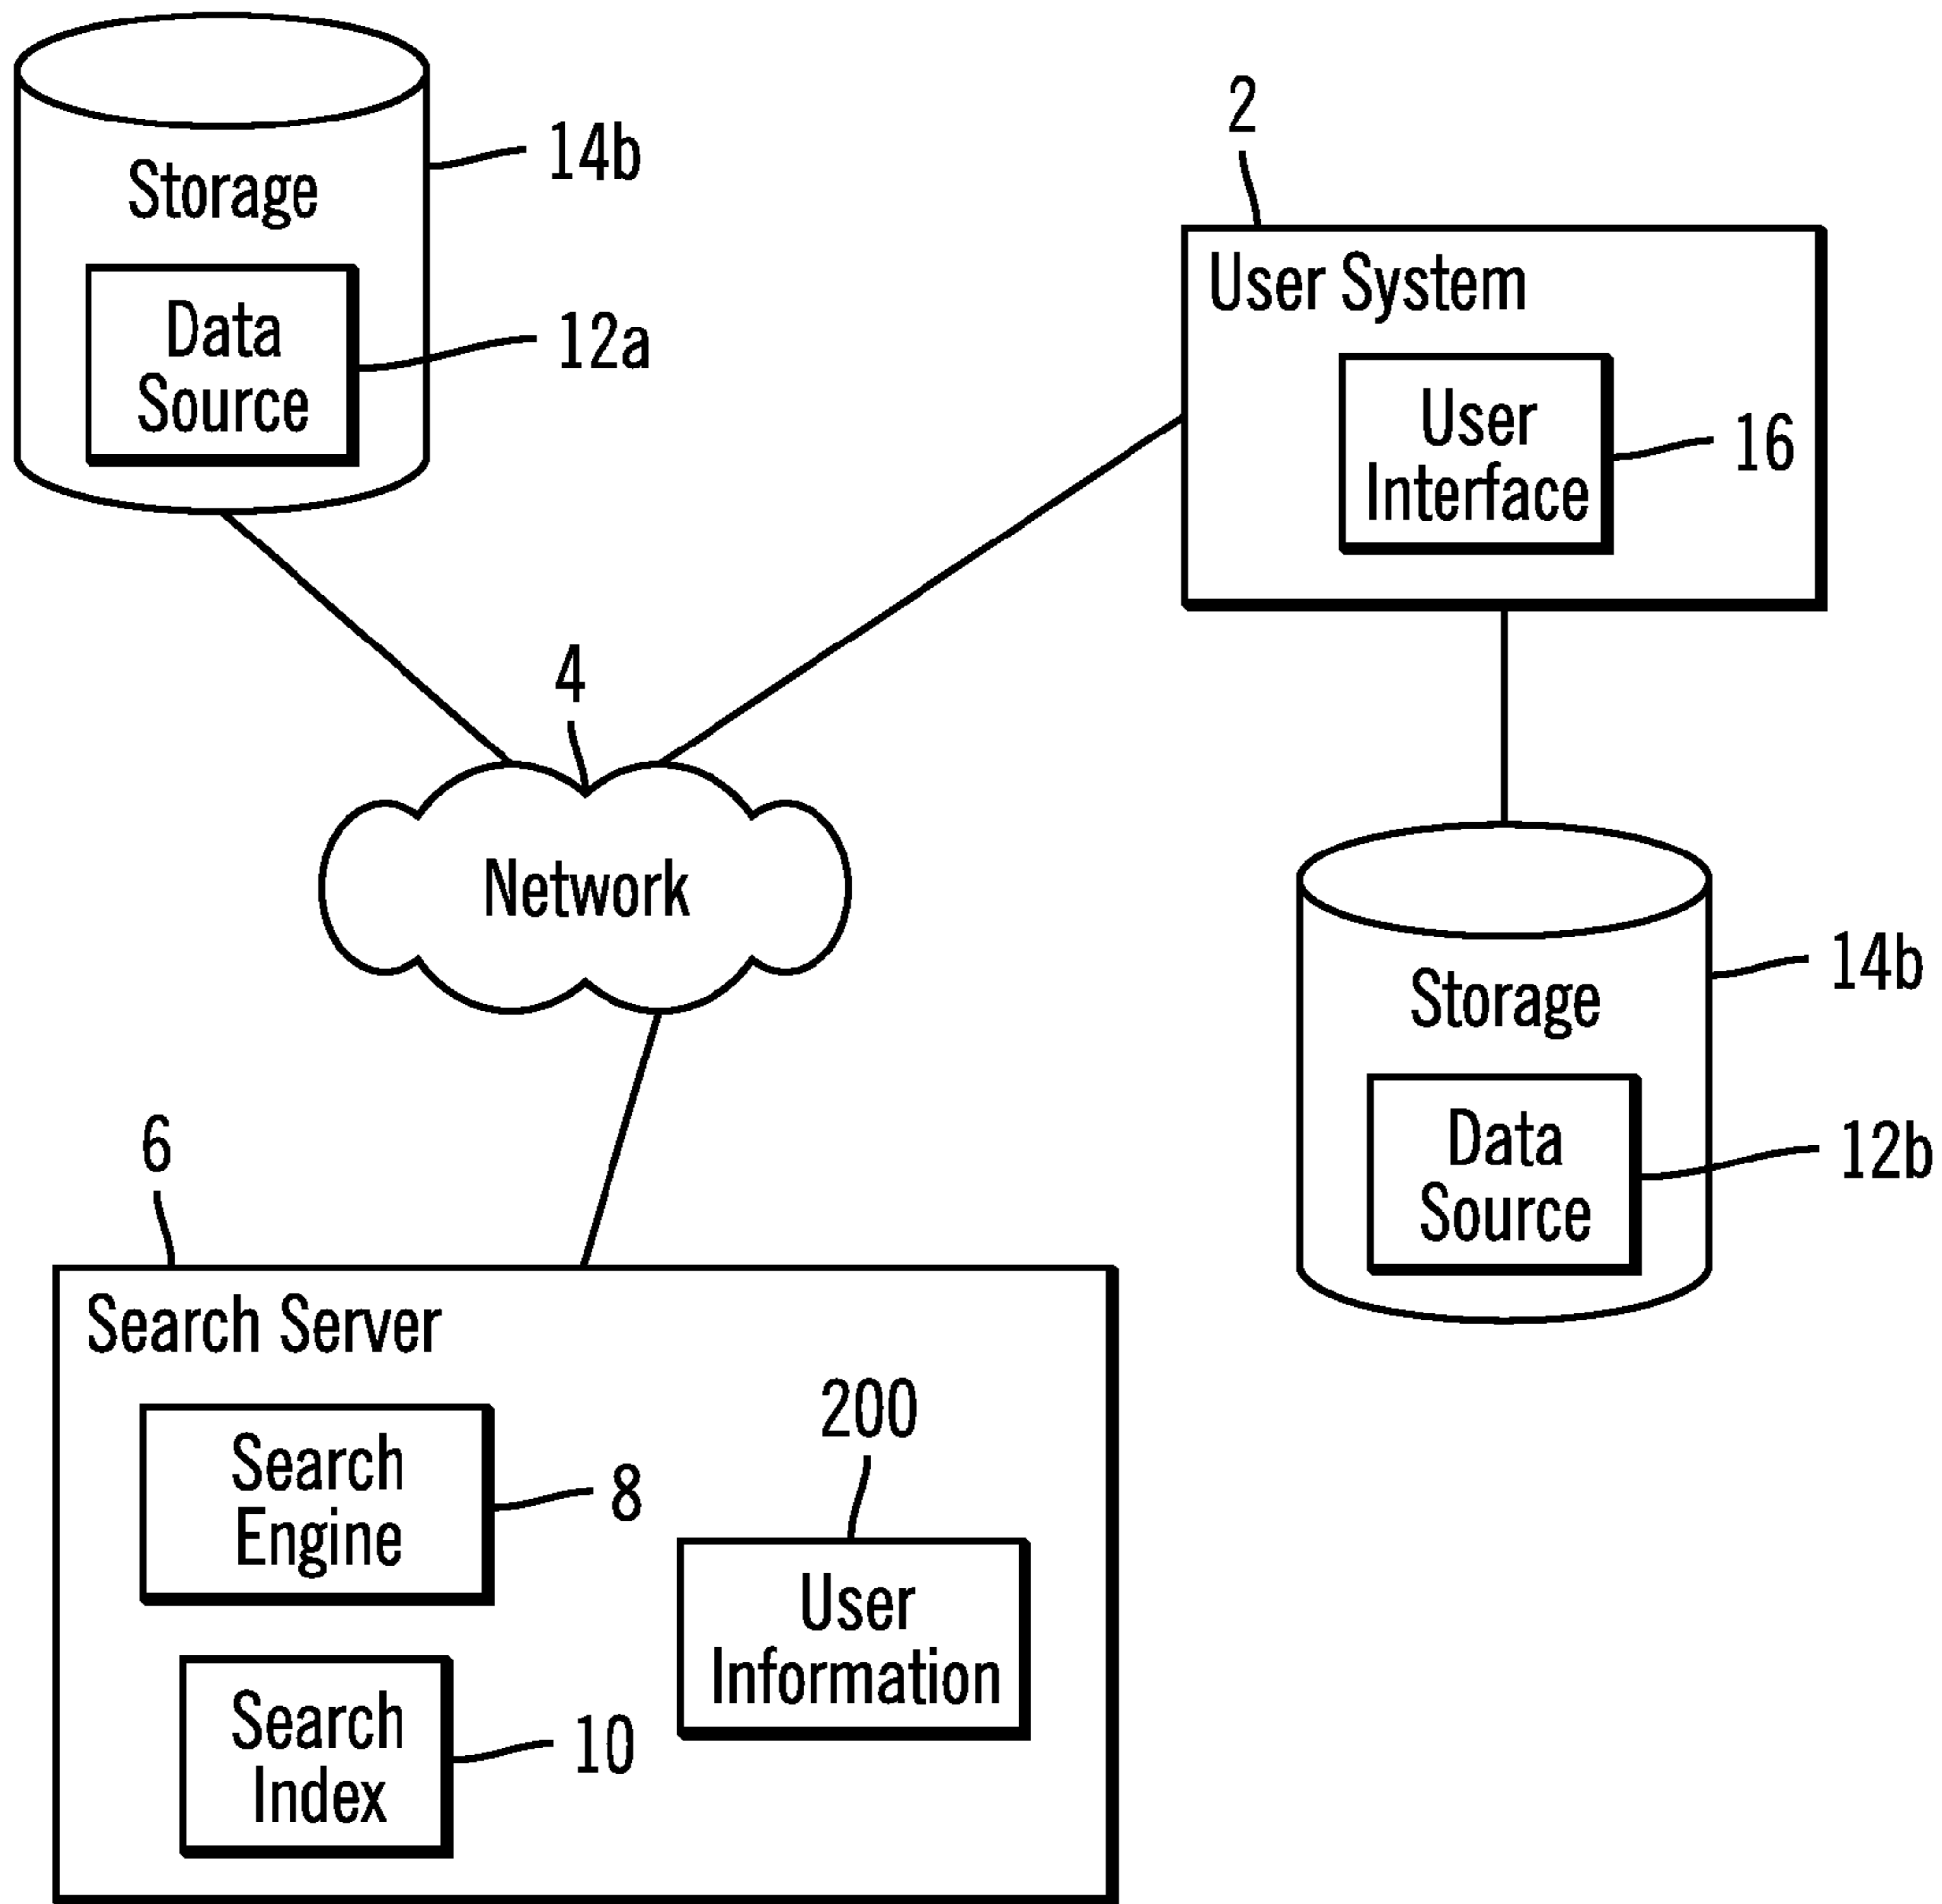 Storage
14b
Data
Source
12a
2
User System
User
Interface
16
4
Network
Storage
14b
Data
Source
12b
6
Search Server
Search
Engine
8
200
User
Information
Search
Index
10